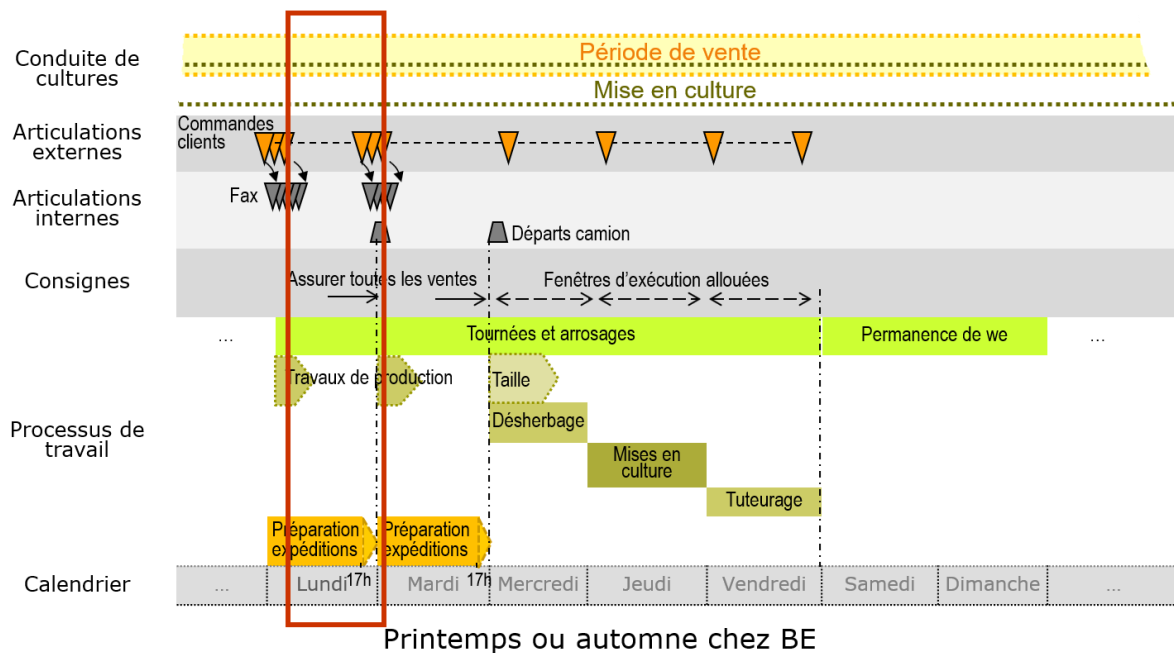 Conduite de
cultures
Période de vente
Mise en culture
Articulations
externes
Commandes
clients
Articulations
internes
Fax
Départs camion
Consignes
Assurer toutes les ventes
Fenêtres d'exécution allouées
...
Tournées et arrosages
Permanence de we
...
Processus de
travail
Travaux de production
Taille
Désherbage
Mises en
culture
Tuteurage
Préparation
expéditions
Préparation
expéditions
Calendrier
...
Lundi
17h
Mardi
17h
Mercredi
Jeudi
Vendredi
Samedi
Dimanche
...
Printemps ou automne chez BE